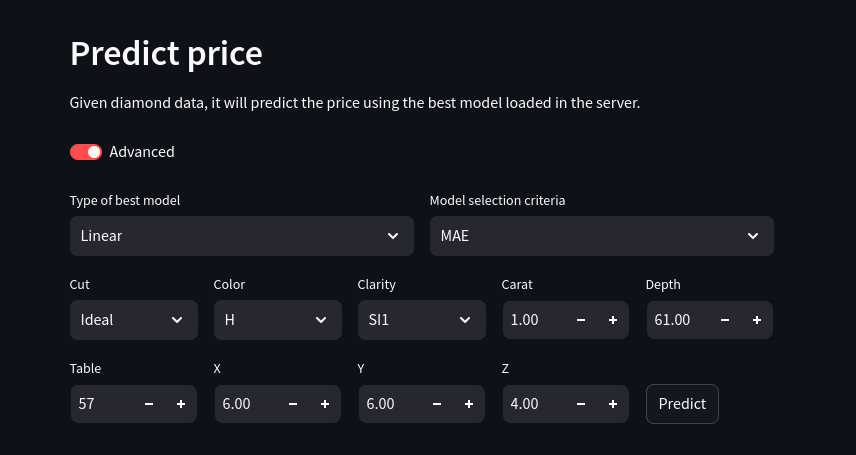 Predict price
Given diamond data, it will predict the price using the best model loaded in the server.
Advanced
Type of best model Model selection criteria
Linear MAE
Cut Color Clarity Carat Depth
Ideal H SI1 1.00 − + 61.00 − +
Table X Y Z
57 − + 6.00 − + 6.00 − + 4.00 − + Predict